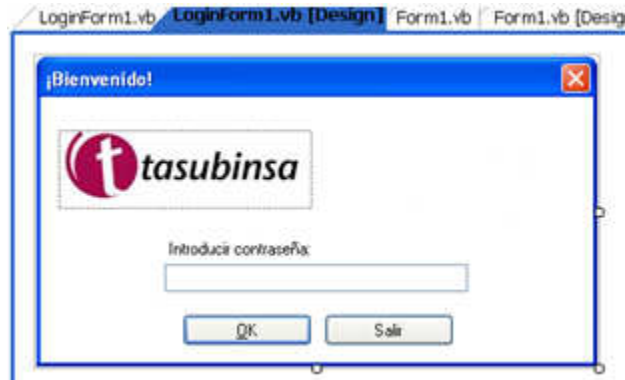 LoginForm1.vb LoginForm1.vb [Design] Form1.vb Form1.vb [Desig
¡Bienvenido!
t tasubinsa
Introducir contraseña:
OK Salir